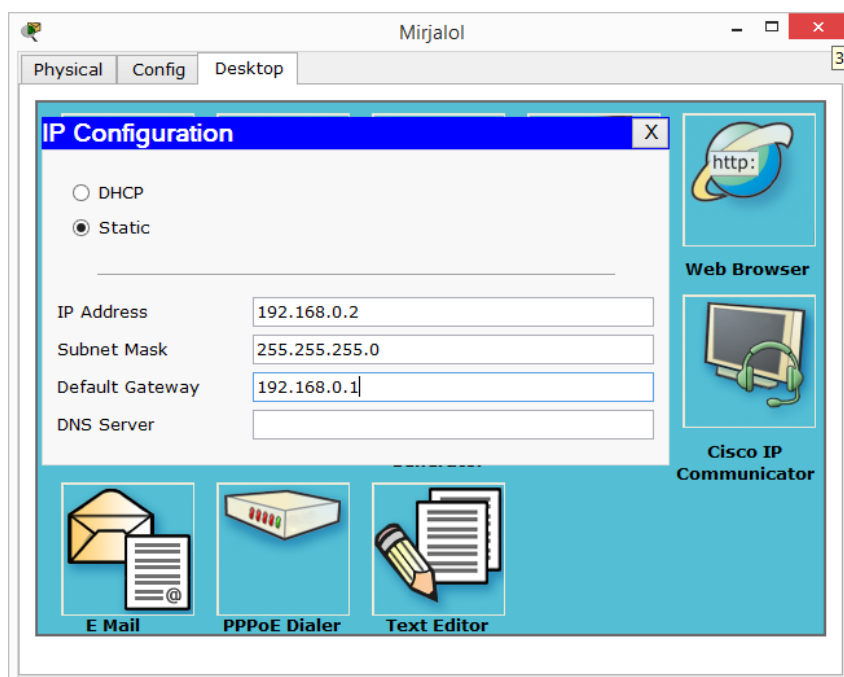 Mirjalol
3
Physical Config Desktop
IP Configuration X
http:
DHCP
Static
Web Browser
IP Address 192.168.0.2
Subnet Mask 255.255.255.0
Default Gateway 192.168.0.1
DNS Server
Cisco IP
Communicator
@
E Mail PPPoE Dialer Text Editor